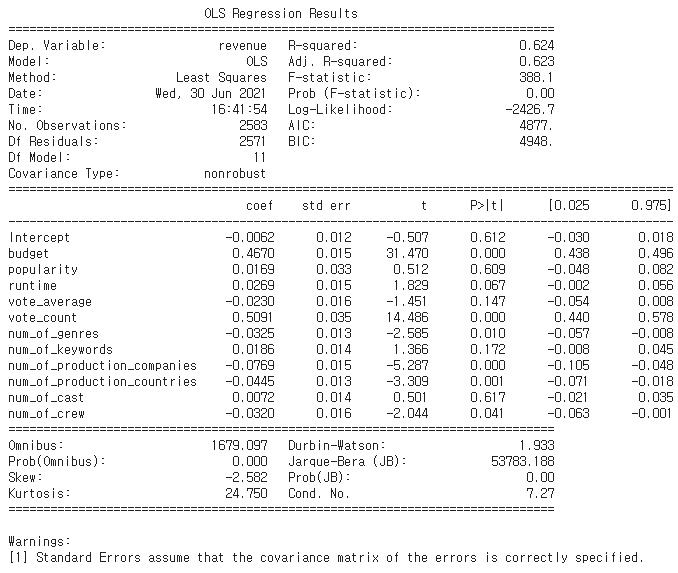 OLS Regression Results
==============================================================================
Dep. Variable: revenue R-squared: 0.624
Model: OLS Adj. R-squared: 0.623
Method: Least Squares F-statistic: 388.1
Date: Wed, 30 Jun 2021 Prob (F-statistic): 0.00
Time: 16:41:54 Log-Likelihood: -2426.7
No. Observations: 2583 AIC: 4877.
Df Residuals: 2571 BIC: 4948.
Df Model: 11
Covariance Type: nonrobust
==============================================================================
coef std err t P>|t| [0.025 0.975]
------------------------------------------------------------------------------
Intercept -0.0062 0.012 -0.507 0.612 -0.030 0.018
budget 0.4670 0.015 31.470 0.000 0.438 0.496
popularity 0.0169 0.033 0.512 0.609 -0.048 0.082
runtime 0.0269 0.015 1.829 0.067 -0.002 0.056
vote_average -0.0230 0.016 -1.451 0.147 -0.054 0.008
vote_count 0.5091 0.035 14.486 0.000 0.440 0.578
num_of_genres -0.0325 0.013 -2.585 0.010 -0.057 -0.008
num_of_keywords 0.0186 0.014 1.366 0.172 -0.008 0.045
num_of_production_companies -0.0769 0.015 -5.287 0.000 -0.105 -0.048
num_of_production_countries -0.0445 0.013 -3.309 0.001 -0.071 -0.018
num_of_cast 0.0072 0.014 0.501 0.617 -0.021 0.035
num_of_crew -0.0320 0.016 -2.044 0.041 -0.063 -0.001
==============================================================================
Omnibus: 1679.097 Durbin-Watson: 1.933
Prob(Omnibus): 0.000 Jarque-Bera (JB): 53783.188
Skew: -2.582 Prob(JB): 0.00
Kurtosis: 24.750 Cond. No. 7.27
==============================================================================
Warnings:
[1] Standard Errors assume that the covariance matrix of the errors is correctly specified.